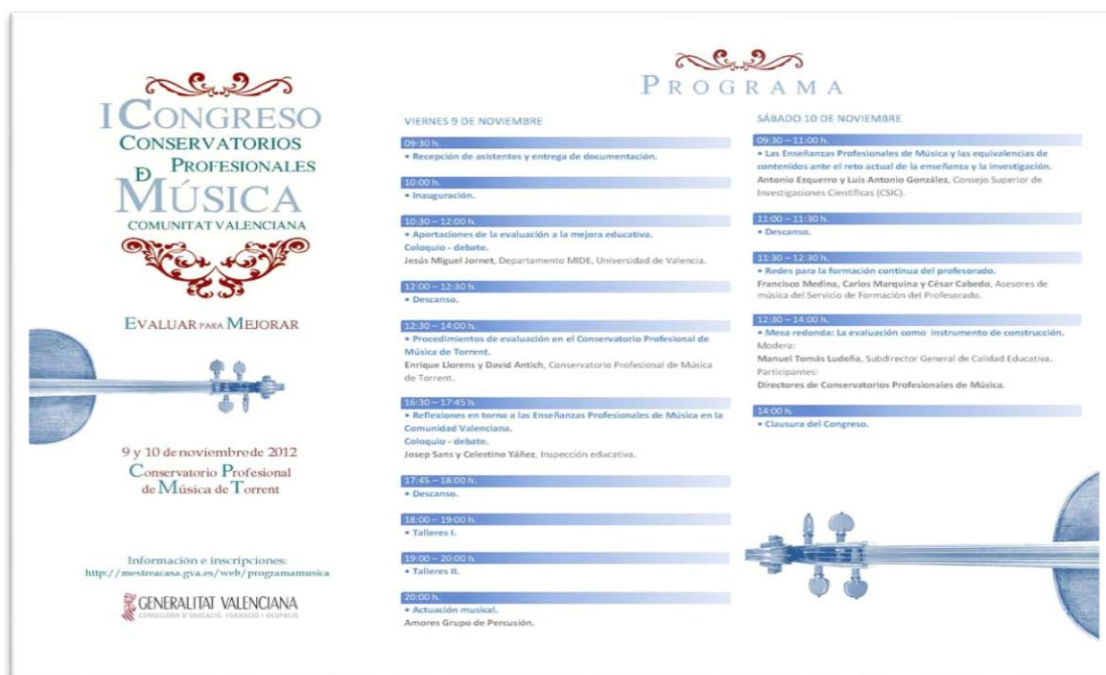 I CONGRESO
CONSERVATORIOS
PROFESIONALES
D
MÚSICA
COMUNITAT VALENCIANA
EVALUAR PARA MEJORAR
9 y 10 de noviembre de 2012
Conservatorio Profesional
de Música de Torrent
Información e inscripciones:
http://mestreacasa.gva.es/web/programamusica
GENERALITAT VALENCIANA
CONSELLERIA D'EDUCACIÓ, FORMACIÓ I OCUPACIÓ
PROGRAMA
VIERNES 9 DE NOVIEMBRE
09:30 h.
• Recepción de asistentes y entrega de documentación.
10:00 h.
• Inauguración.
10:30 – 12:00 h.
• Aportaciones de la evaluación a la mejora educativa.
Coloquio - debate.
Jesús Miguel Jornet, Departamento MIDE, Universidad de Valencia.
12:00 – 12:30 h.
• Descanso.
12:30 – 14:00 h.
• Procedimientos de evaluación en el Conservatorio Profesional de
Música de Torrent.
Enrique Llorens y David Antich, Conservatorio Profesional de Música
de Torrent.
16:30 – 17:45 h.
• Reflexiones en torno a las Enseñanzas Profesionales de Música en la
Comunidad Valenciana.
Coloquio - debate.
Josep Sans y Celestino Yáñez, Inspección educativa.
17:45 – 18:00 h.
• Descanso.
18:00 – 19:00 h.
• Talleres I.
19:00 – 20:00 h.
• Talleres II.
20:00 h.
• Actuación musical.
Amores Grupo de Percusión.
SÁBADO 10 DE NOVIEMBRE
09:30 – 11:00 h.
• Las Enseñanzas Profesionales de Música y las equivalencias de
contenidos ante el reto actual de la enseñanza y la investigación.
Antonio Ezquerro y Luis Antonio González, Consejo Superior de
Investigaciones Científicas (CSIC).
11:00 – 11:30 h.
• Descanso.
11:30 – 12:30 h.
• Redes para la formación continua del profesorado.
Francisco Medina, Carlos Marquina y César Cabedo, Asesores de
música del Servicio de Formación del Profesorado.
12:30 – 14:00 h.
• Mesa redonda: La evaluación como instrumento de construcción.
Modera:
Manuel Tomás Ludeña, Subdirector General de Calidad Educativa.
Participantes:
Directores de Conservatorios Profesionales de Música.
14:00 h.
• Clausura del Congreso.